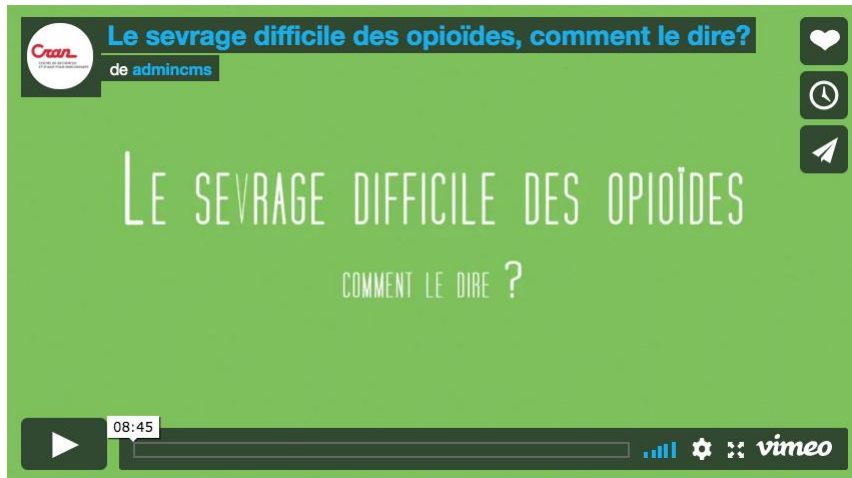 Le sevrage difficile des opioïdes, comment le dire?
Cran
de admincms
LE SEVRAGE DIFFICILE DES OPIOÏDES
COMMENT LE DIRE ?
08:45
vimeo